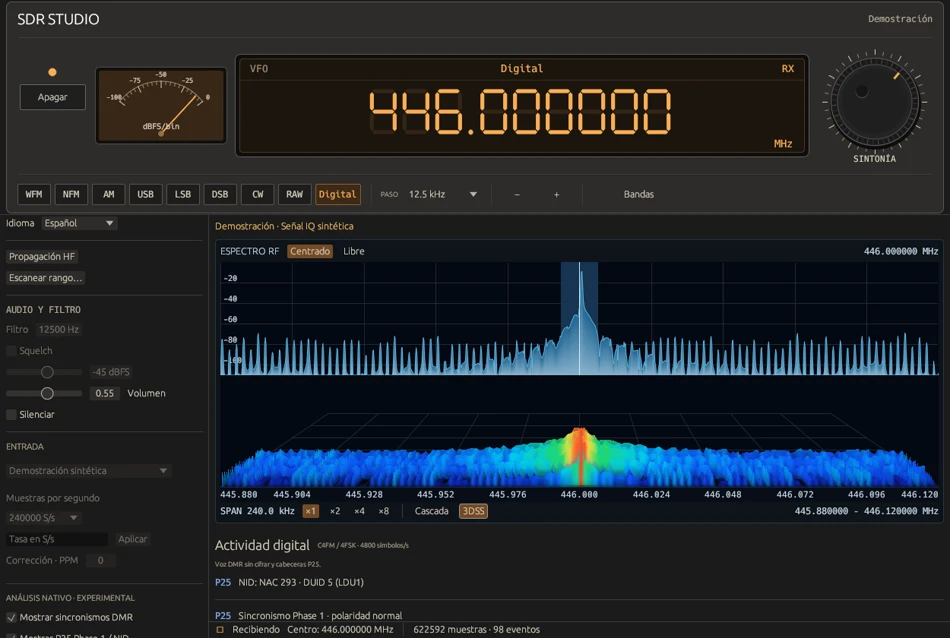 SDR STUDIO
Demostración
Apagar
-100 -75 -50 -25 0
dBFS/bin
VFO Digital RX
446.000000
MHz
SINTONÍA
WFM NFM AM USB LSB DSB CW RAW Digital PASO 12.5 kHz − + Bandas
Idioma Español
Propagación HF
Escanear rango...
AUDIO Y FILTRO
Filtro 12500 Hz
Squelch
-45 dBFS
0.55 Volumen
Silenciar
ENTRADA
Demostración sintética
Muestras por segundo
240000 S/s
Tasa en S/s Aplicar
Corrección · PPM 0
ANÁLISIS NATIVO · EXPERIMENTAL
Mostrar sincronismos DMR
Mostrar P25 Phase 1 / NID
Demostración · Señal IQ sintética
ESPECTRO RF Centrado Libre 446.000000 MHz
-20
-40
-60
-80
-100
445.880 445.904 445.928 445.952 445.976 446.000 446.024 446.048 446.072 446.096 446.120
SPAN 240.0 kHz ×1 ×2 ×4 ×8 Cascada 3DSS 445.880000 - 446.120000 MHz
Actividad digital C4FM / 4FSK · 4800 símbolos/s
Voz DMR sin cifrar y cabeceras P25.
P25 NID: NAC 293 · DUID 5 (LDU1)
P25 Sincronismo Phase 1 · polaridad normal
Recibiendo Centro: 446.000000 MHz 622592 muestras · 98 eventos